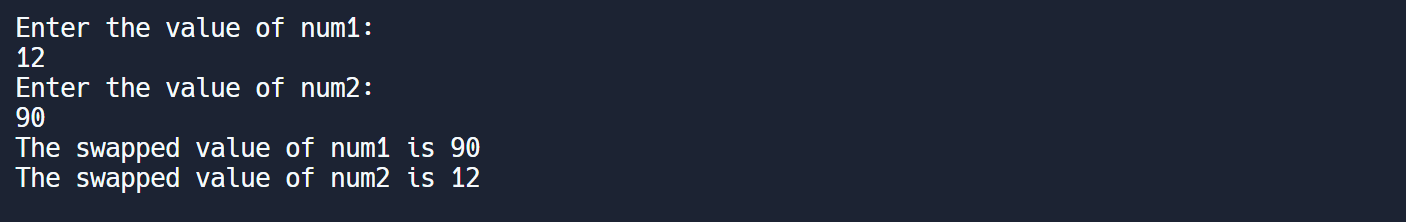 Enter the value of num1:
12
Enter the value of num2:
90
The swapped value of num1 is 90
The swapped value of num2 is 12